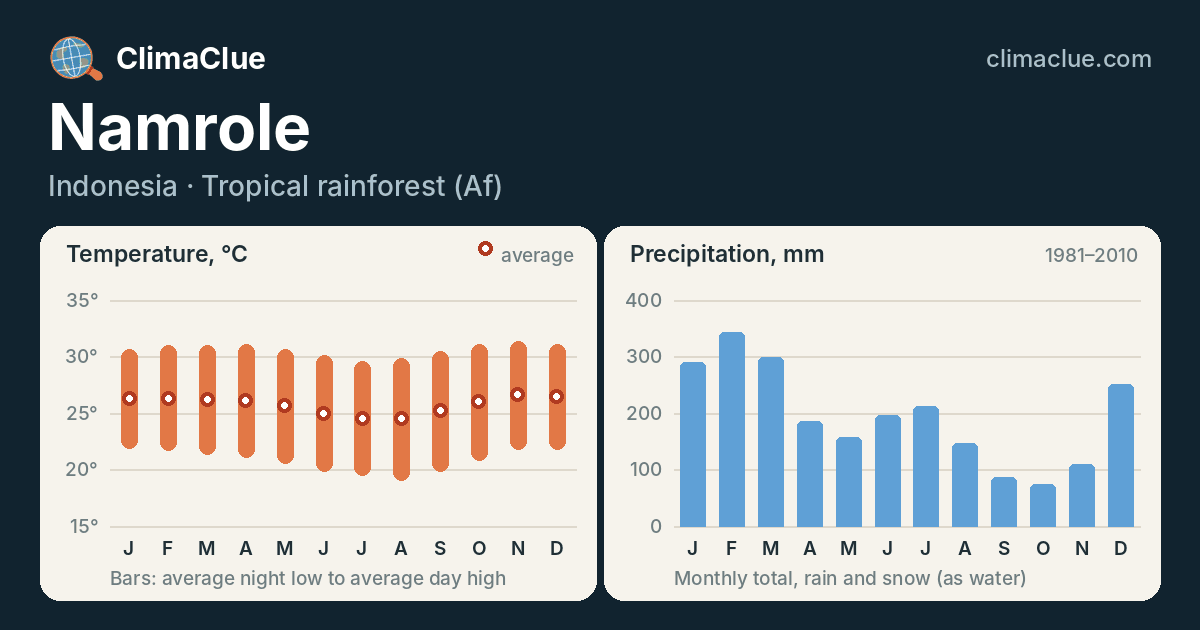 ClimaClue
climaclue.com
Namrole
Indonesia · Tropical rainforest (Af)
Temperature, °C
average
35°
30°
25°
20°
15°
J F M A M J J A S O N D
Bars: average night low to average day high
Precipitation, mm
1981–2010
400
300
200
100
0
J F M A M J J A S O N D
Monthly total, rain and snow (as water)